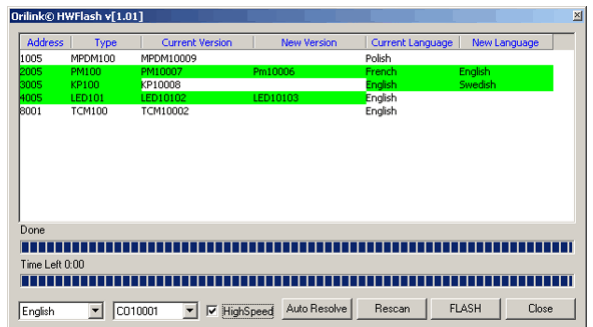 Orilink© HWFlash v[1.01]
Address Type Current Version New Version Current Language New Language
1005 MPDM100 MPDM10009 Polish
2005 PM100 PM10007 Pm10006 French English
3005 KP100 KP10008 English Swedish
4005 LED101 LED10102 LED10103 English
8001 TCM100 TCM10002 English
Done
Time Left 0:00
English CO10001 HighSpeed Auto Resolve Rescan FLASH Close